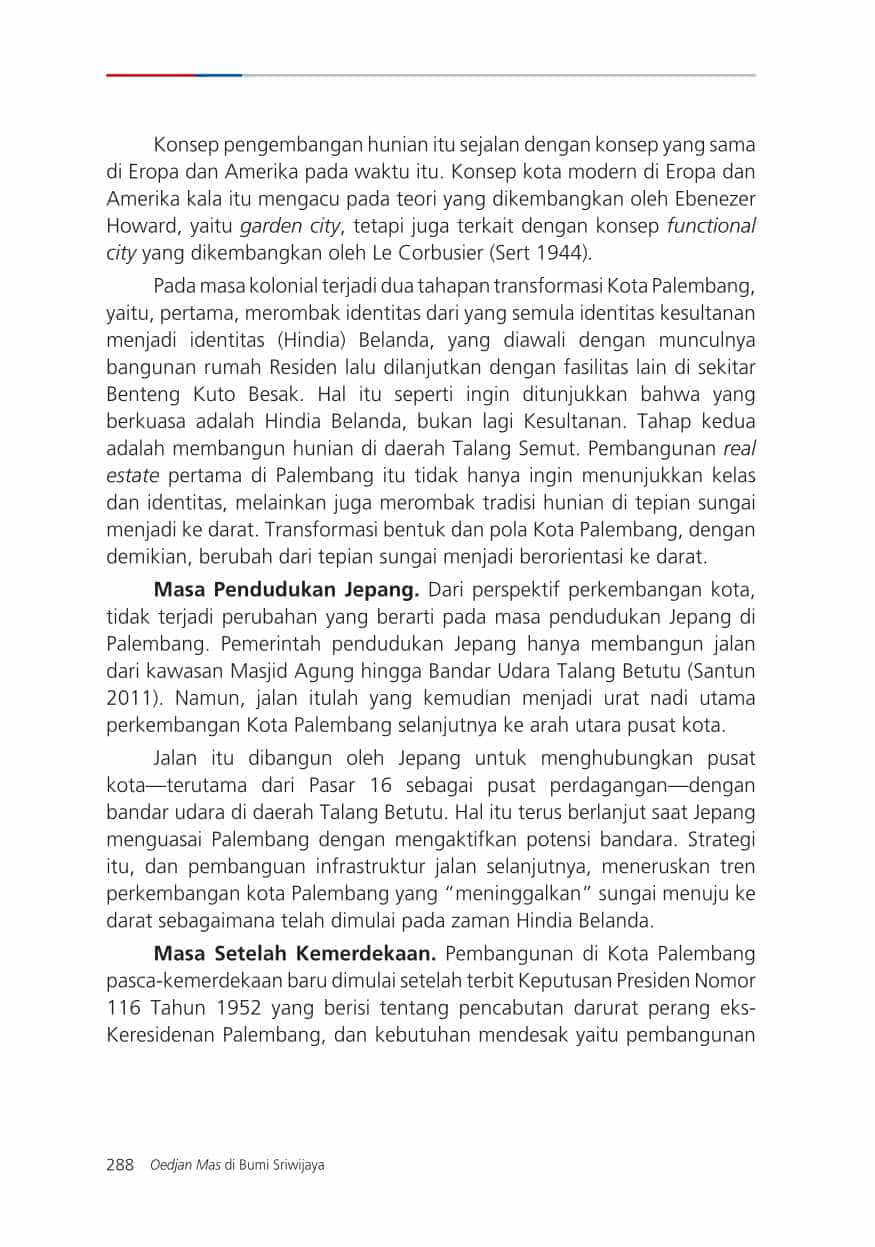 Konsep pengembangan hunian itu sejalan dengan konsep yang sama
di Eropa dan Amerika pada waktu itu. Konsep kota modern di Eropa dan
Amerika kala itu mengacu pada teori yang dikembangkan oleh Ebenezer
Howard, yaitu garden city, tetapi juga terkait dengan konsep functional
city yang dikembangkan oleh Le Corbusier (Sert 1944).
Pada masa kolonial terjadi dua tahapan transformasi Kota Palembang,
yaitu, pertama, merombak identitas dari yang semula identitas kesultanan
menjadi identitas (Hindia) Belanda, yang diawali dengan munculnya
bangunan rumah Residen lalu dilanjutkan dengan fasilitas lain di sekitar
Benteng Kuto Besak. Hal itu seperti ingin ditunjukkan bahwa yang
berkuasa adalah Hindia Belanda, bukan lagi Kesultanan. Tahap kedua
adalah membangun hunian di daerah Talang Semut. Pembangunan real
estate pertama di Palembang itu tidak hanya ingin menunjukkan kelas
dan identitas, melainkan juga merombak tradisi hunian di tepian sungai
menjadi ke darat. Transformasi bentuk dan pola Kota Palembang, dengan
demikian, berubah dari tepian sungai menjadi berorientasi ke darat.
Masa Pendudukan Jepang. Dari perspektif perkembangan kota,
tidak terjadi perubahan yang berarti pada masa pendudukan Jepang di
Palembang. Pemerintah pendudukan Jepang hanya membangun jalan
dari kawasan Masjid Agung hingga Bandar Udara Talang Betutu (Santun
2011). Namun, jalan itulah yang kemudian menjadi urat nadi utama
perkembangan Kota Palembang selanjutnya ke arah utara pusat kota.
Jalan itu dibangun oleh Jepang untuk menghubungkan pusat
kota—terutama dari Pasar 16 sebagai pusat perdagangan—dengan
bandar udara di daerah Talang Betutu. Hal itu terus berlanjut saat Jepang
menguasai Palembang dengan mengaktifkan potensi bandara. Strategi
itu, dan pembanguan infrastruktur jalan selanjutnya, meneruskan tren
perkembangan kota Palembang yang “meninggalkan” sungai menuju ke
darat sebagaimana telah dimulai pada zaman Hindia Belanda.
Masa Setelah Kemerdekaan. Pembangunan di Kota Palembang
pasca-kemerdekaan baru dimulai setelah terbit Keputusan Presiden Nomor
116 Tahun 1952 yang berisi tentang pencabutan darurat perang eks-
Keresidenan Palembang, dan kebutuhan mendesak yaitu pembangunan
288 Oedjan Mas di Bumi Sriwijaya